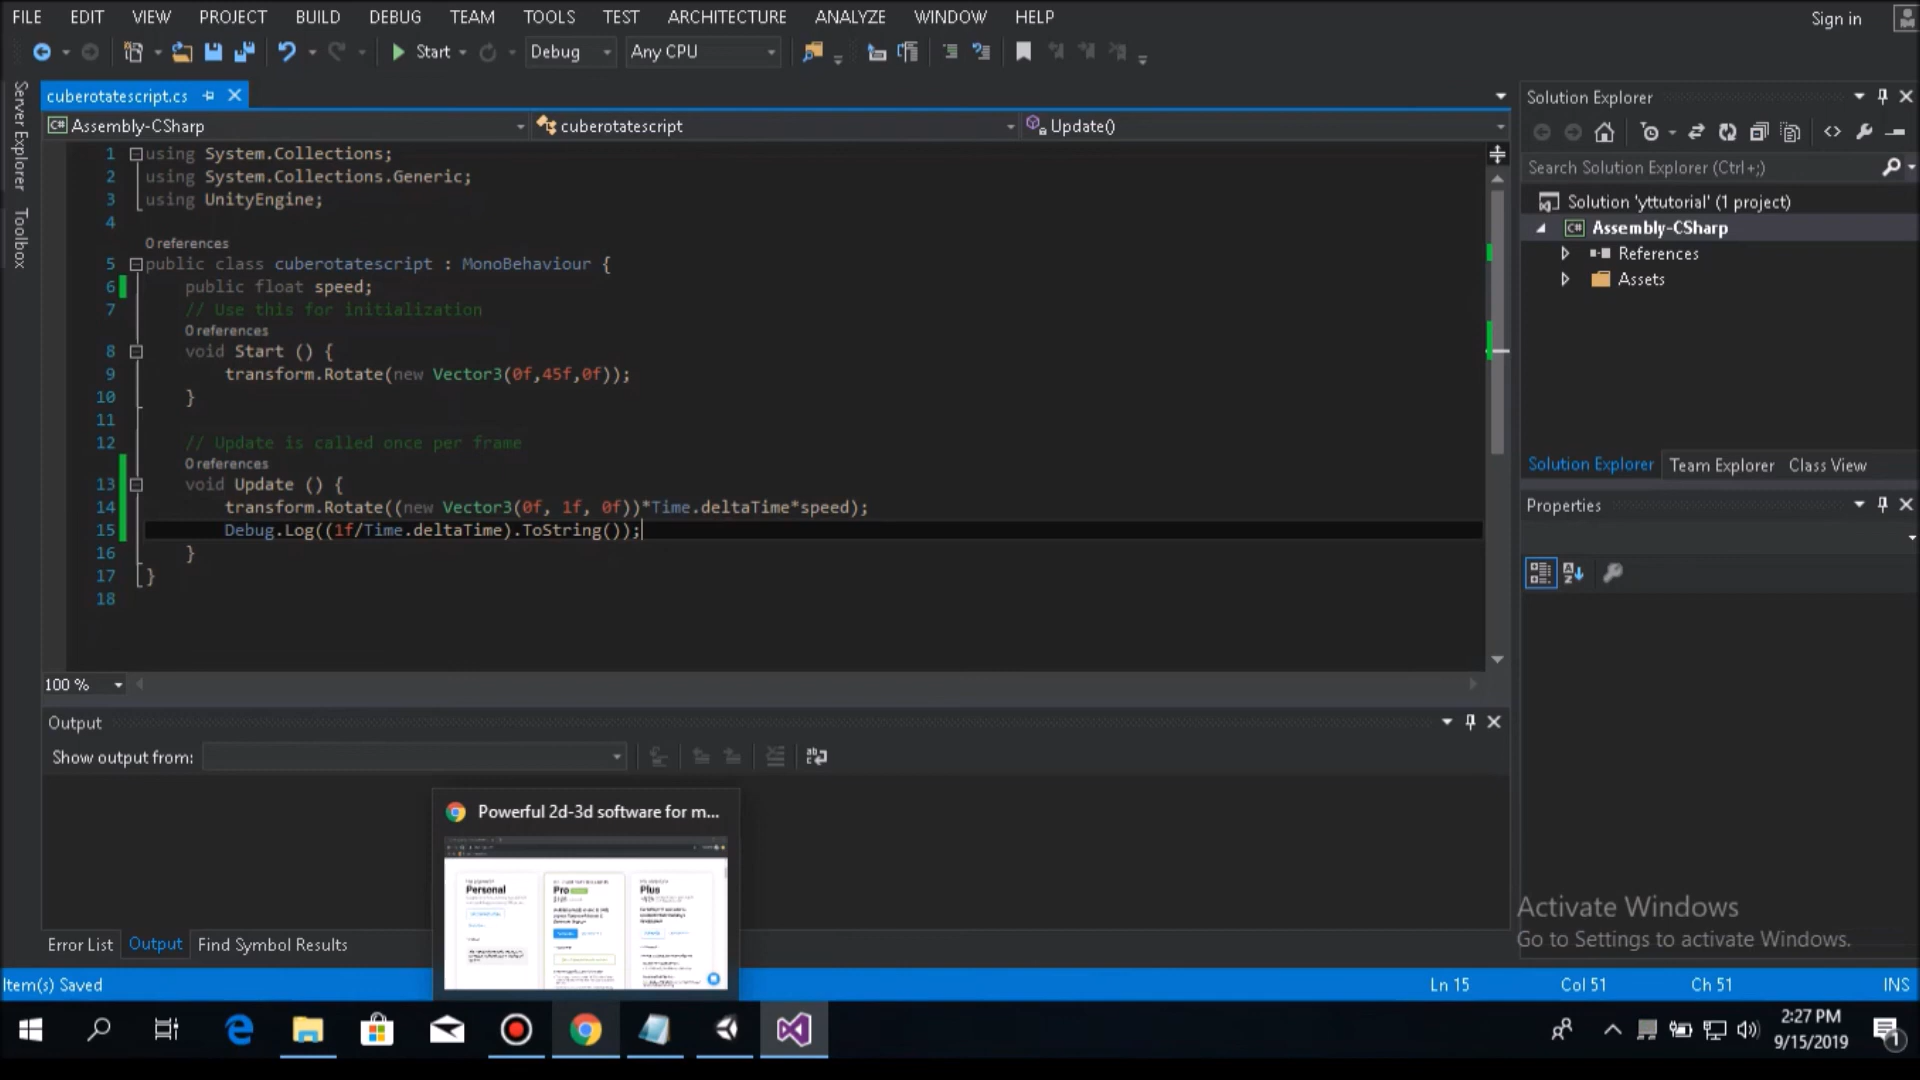 FILE EDIT VIEW PROJECT BUILD DEBUG TEAM TOOLS TEST ARCHITECTURE ANALYZE WINDOW HELP
Sign in
Start Debug Any CPU
Server Explorer
Toolbox
cuberotatescript.cs
Assembly-CSharp cuberotatescript Update()
1 using System.Collections;
2 using System.Collections.Generic;
3 using UnityEngine;
4
0 references
5 public class cuberotatescript : MonoBehaviour {
6 public float speed;
7 // Use this for initialization
0 references
8 void Start () {
9 transform.Rotate(new Vector3(0f,45f,0f));
10 }
11
12 // Update is called once per frame
0 references
13 void Update () {
14 transform.Rotate((new Vector3(0f, 1f, 0f))*Time.deltaTime*speed);
15 Debug.Log((1f/Time.deltaTime).ToString());
16 }
17 }
18
100 %
Output
Show output from:
Powerful 2d-3d software for m...
Personal
Pro
Plus
Error List Output Find Symbol Results
Solution Explorer
Search Solution Explorer (Ctrl+;)
Solution 'yttutorial' (1 project)
Assembly-CSharp
References
Assets
Solution Explorer Team Explorer Class View
Properties
Activate Windows
Go to Settings to activate Windows.
Item(s) Saved
Ln 15 Col 51 Ch 51 INS
2:27 PM
9/15/2019
1